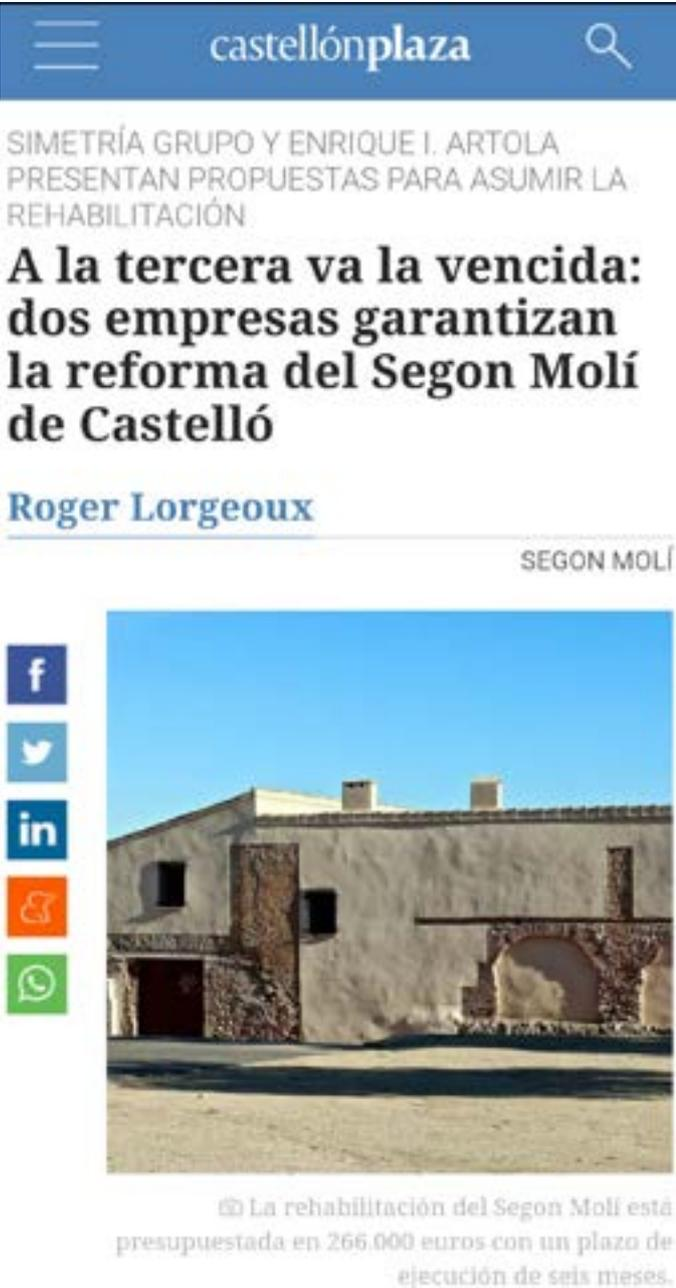 castellónplaza
SIMETRÍA GRUPO Y ENRIQUE I. ARTOLA
PRESENTAN PROPUESTAS PARA ASUMIR LA
REHABILITACIÓN
A la tercera va la vencida:
dos empresas garantizan
la reforma del Segon Molí
de Castelló
Roger Lorgeoux
SEGON MOLÍ
f
in
La rehabilitación del Segon Molí está
presupuestada en 266.000 euros con un plazo de
ejecución de seis meses.